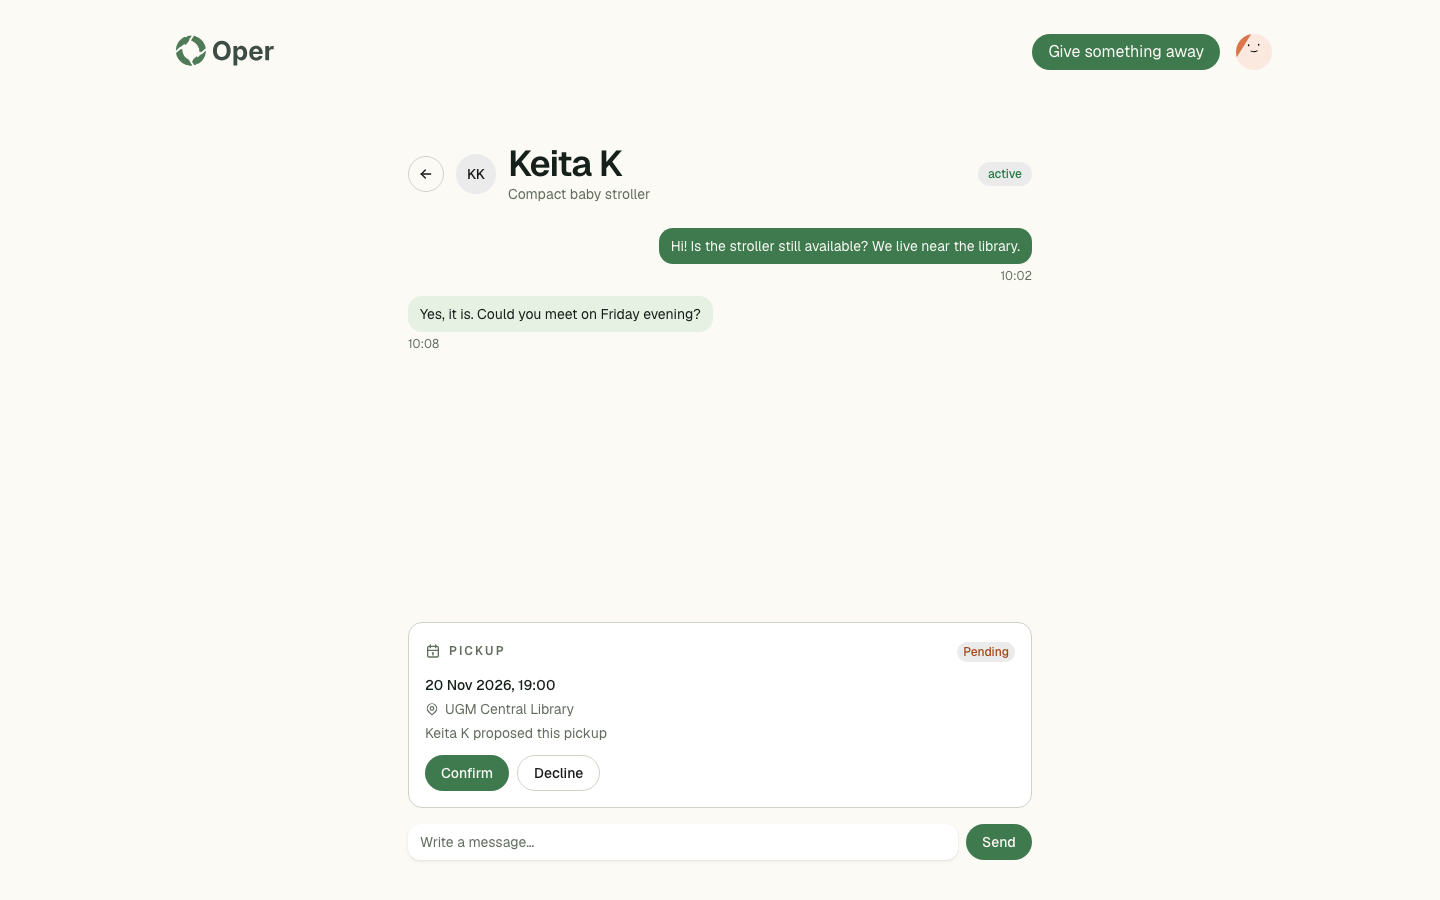 Oper
Give something away
KK
Keita K
Compact baby stroller
active
Hi! Is the stroller still available? We live near the library.
10:02
Yes, it is. Could you meet on Friday evening?
10:08
PICKUP
Pending
20 Nov 2026, 19:00
UGM Central Library
Keita K proposed this pickup
Confirm
Decline
Write a message...
Send